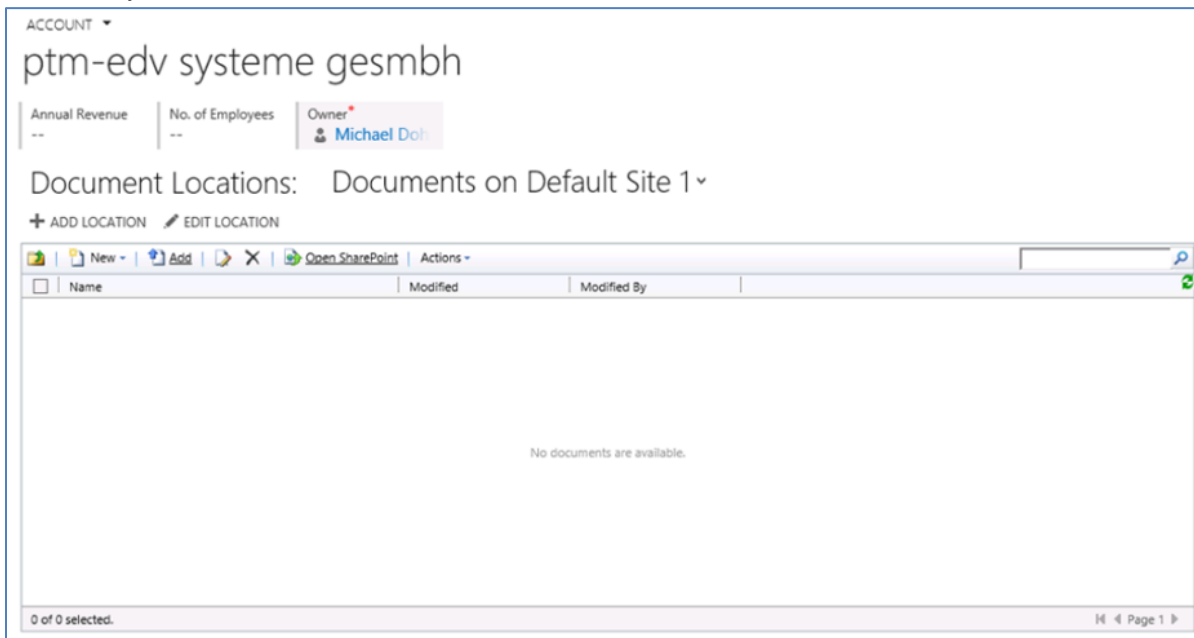 ACCOUNT
ptm-edv systeme gesmbh
Annual Revenue No. of Employees Owner*
-- -- Michael Doh
Document Locations: Documents on Default Site 1
+ ADD LOCATION EDIT LOCATION
New Add Open SharePoint Actions
Name Modified Modified By
No documents are available.
0 of 0 selected. Page 1